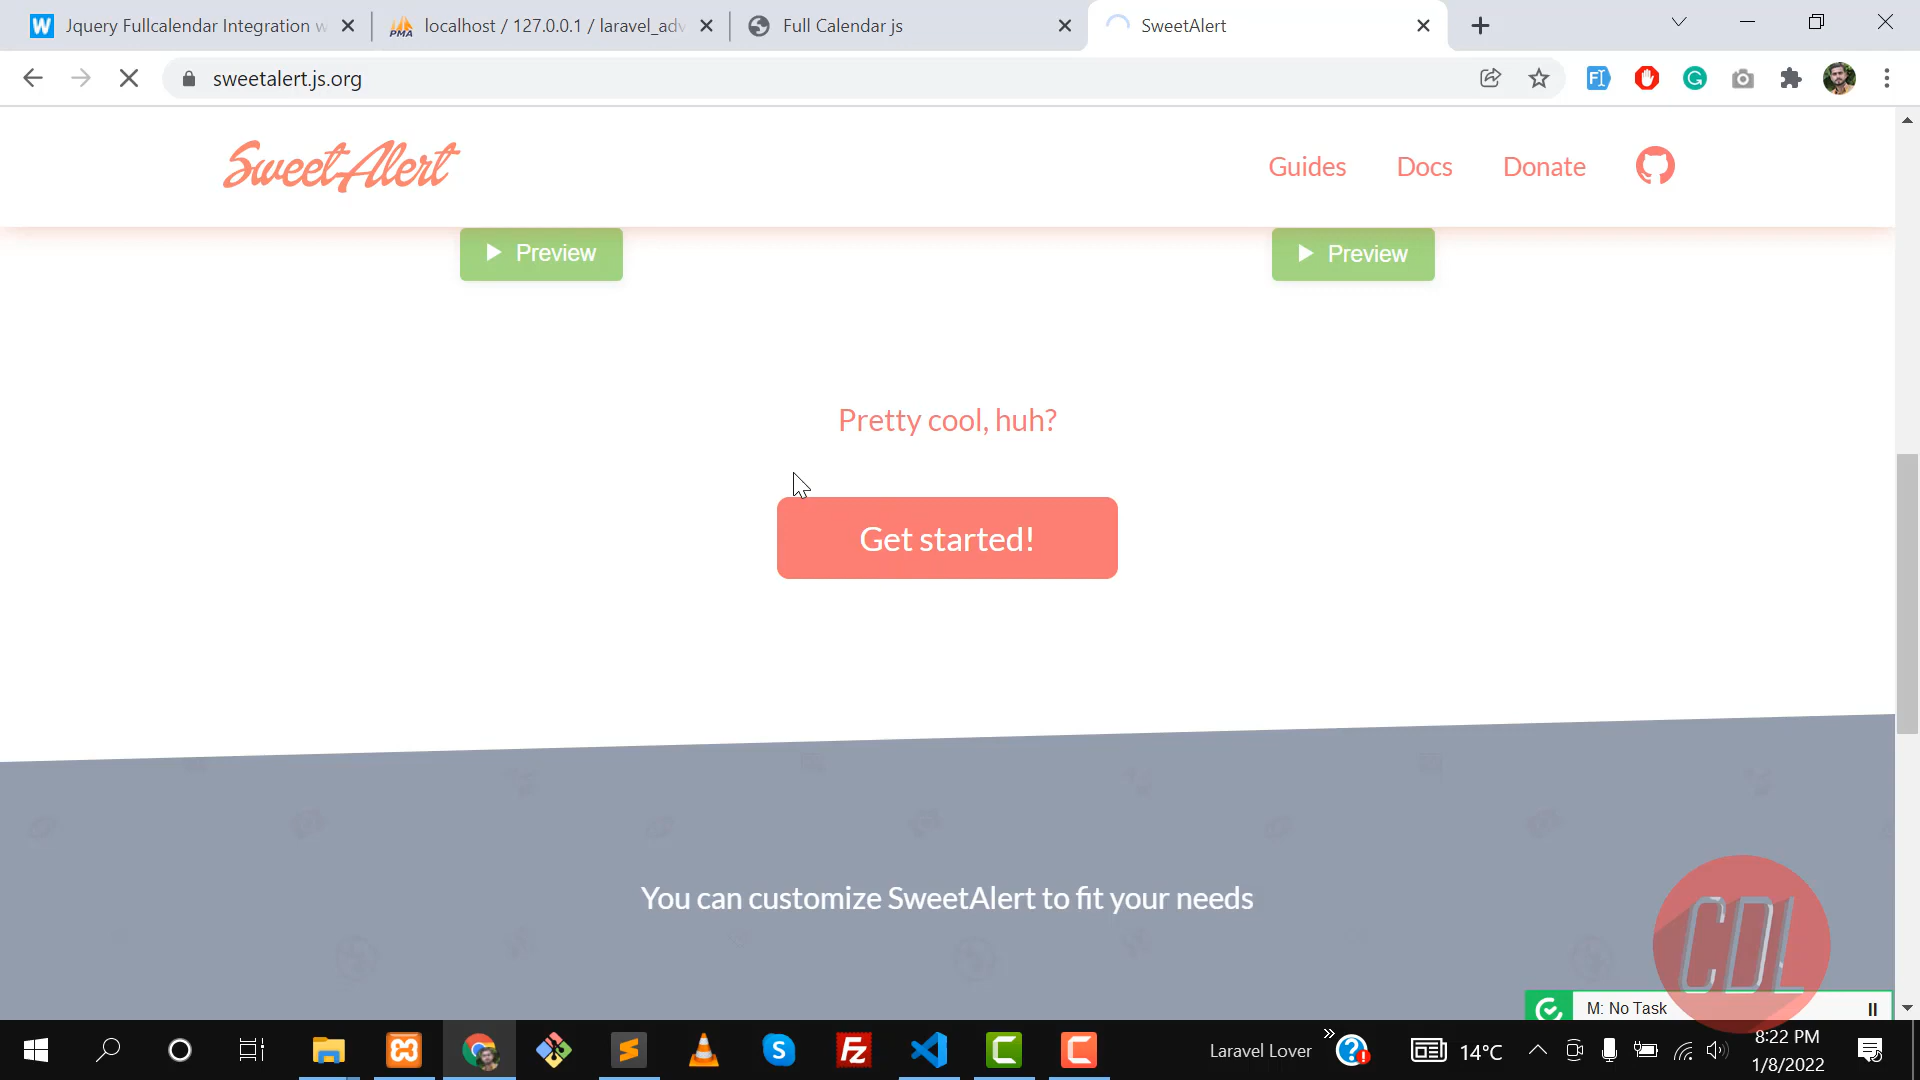 Jquery Fullcalendar Integration w
localhost / 127.0.0.1 / laravel_adv
Full Calendar js
SweetAlert
sweetalert.js.org
SweetAlert
Guides
Docs
Donate
Preview
Preview
Pretty cool, huh?
Get started!
You can customize SweetAlert to fit your needs
CDL
M: No Task
Laravel Lover
14°C
8:22 PM
1/8/2022